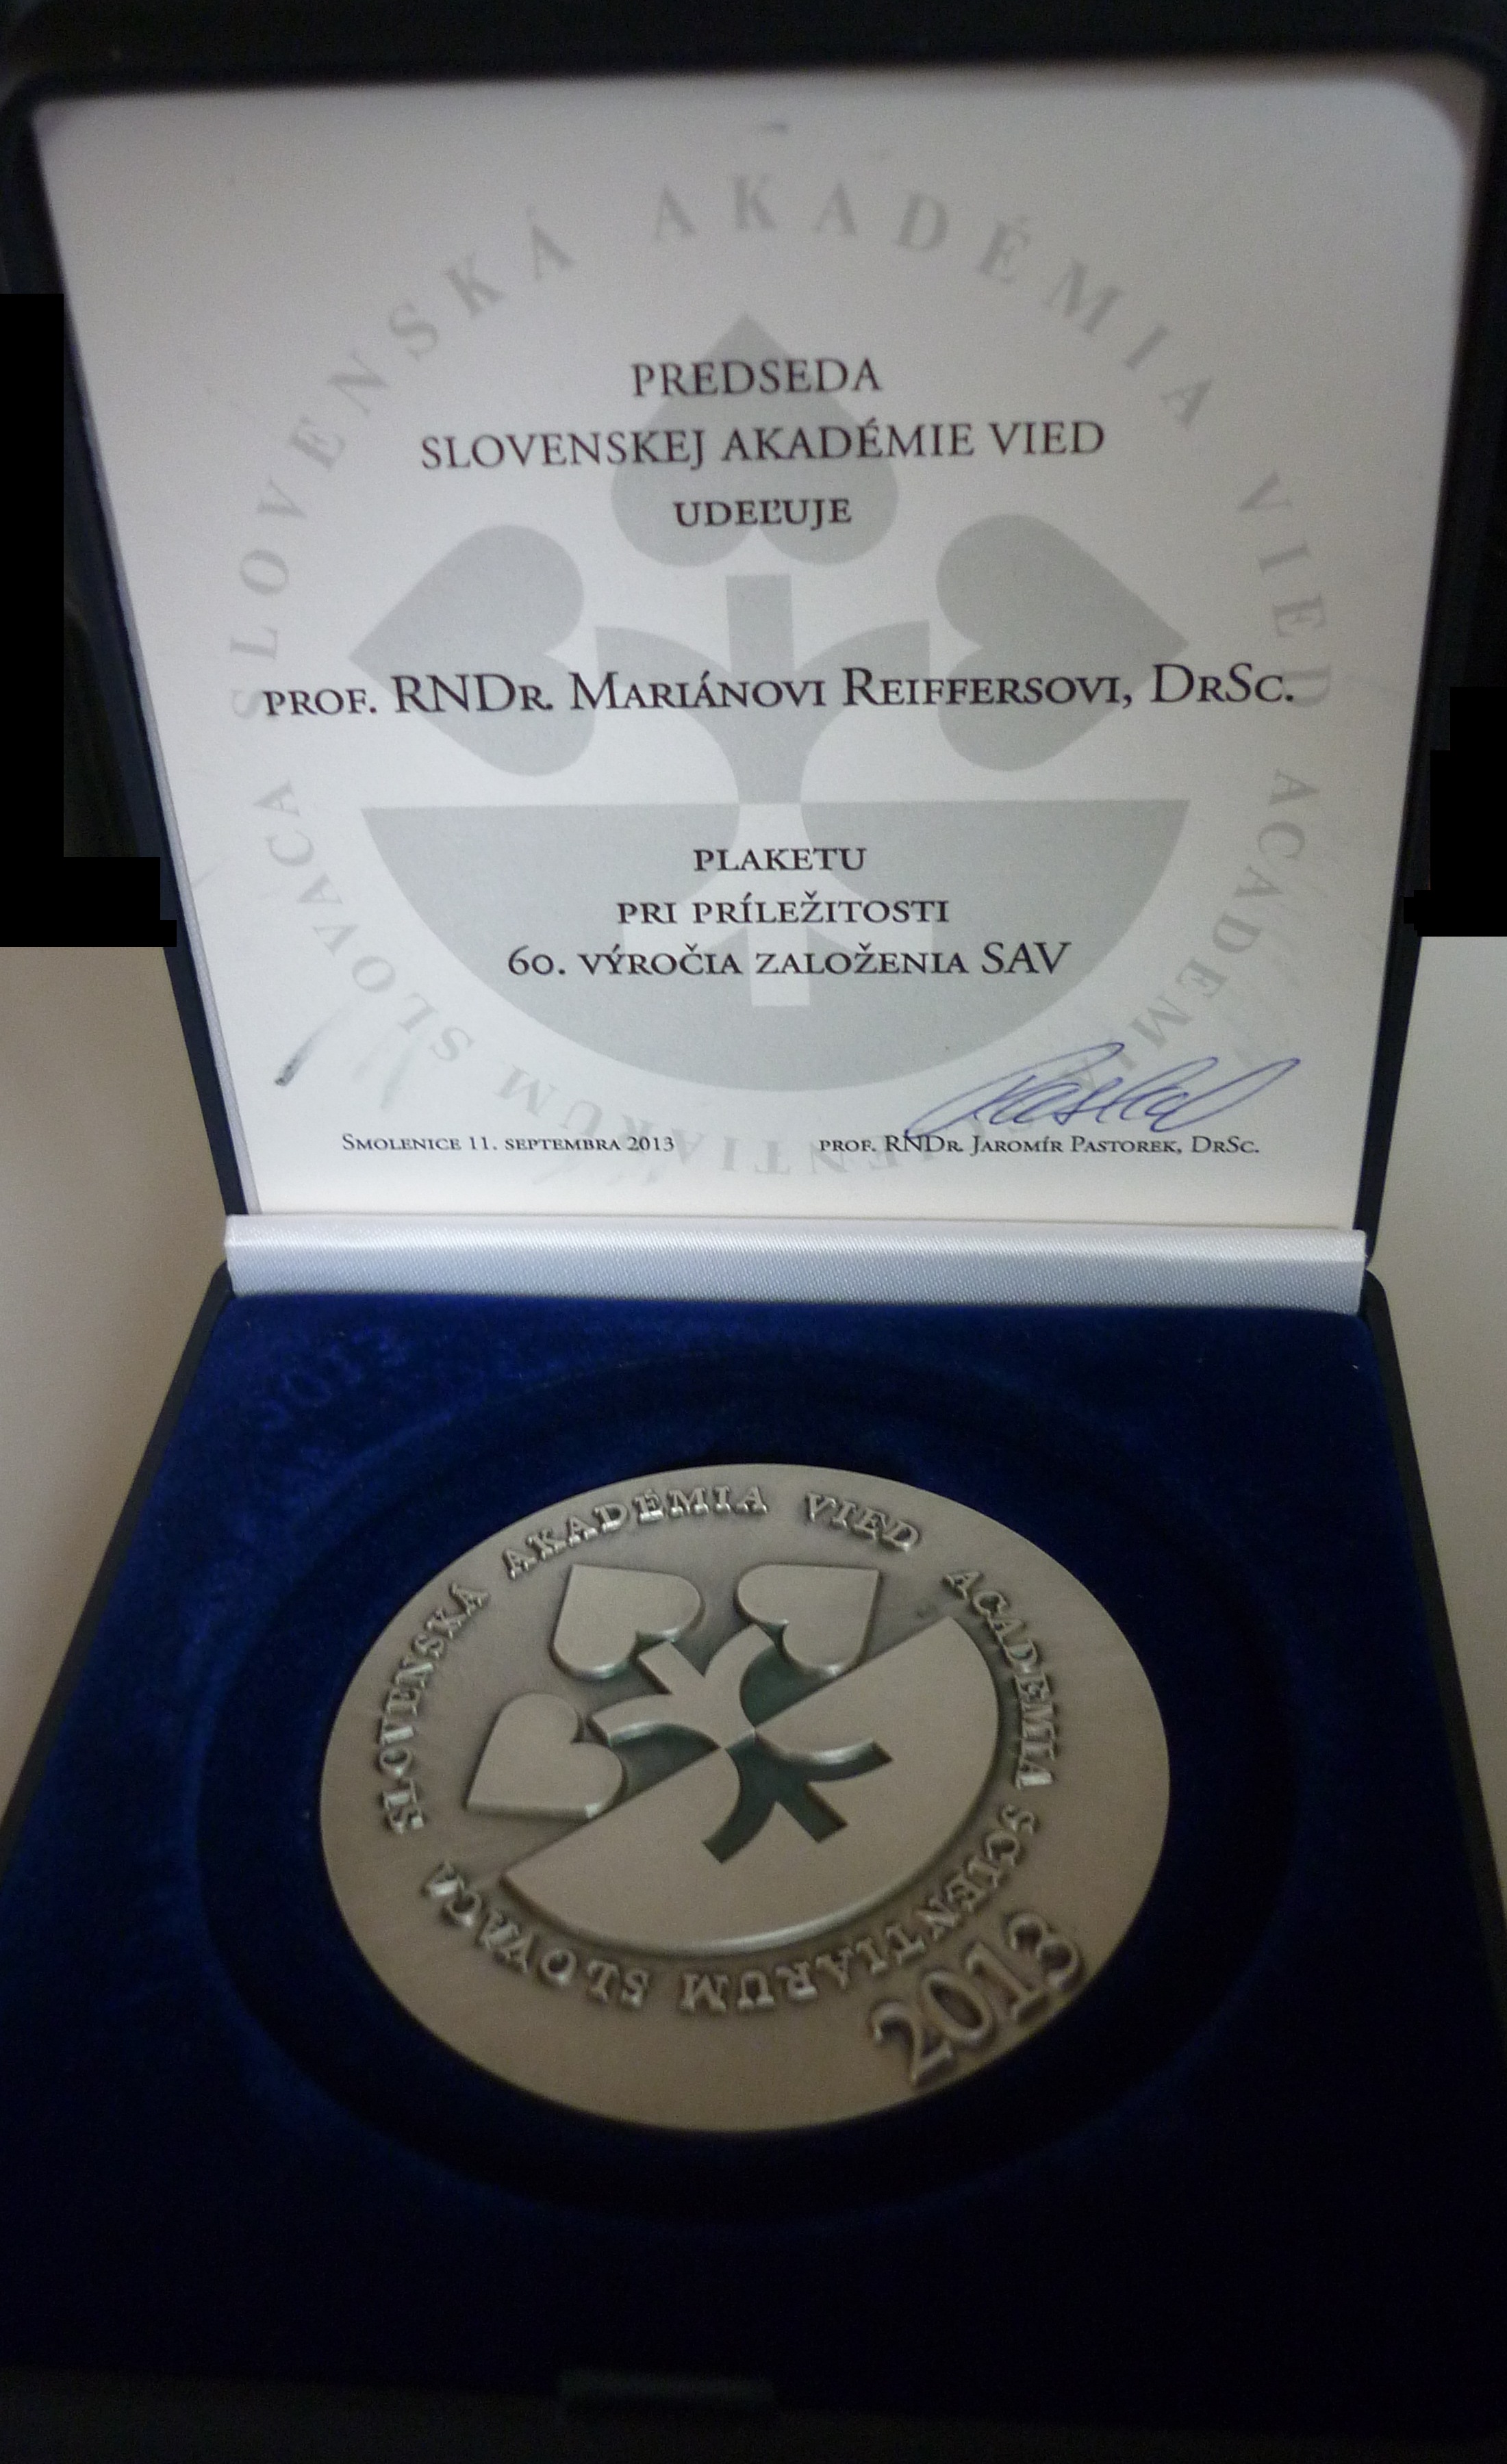 SLOVENSKÁ AKADÉMIA VIED ACADEMIA SCIENTIARUM SLOVACA
PREDSEDA
SLOVENSKEJ AKADÉMIE VIED
UDEĽUJE
PROF. RNDR. MARIÁNOVI REIFFERSOVI, DRSC.
PLAKETU
PRI PRÍLEŽITOSTI
60. VÝROČIA ZALOŽENIA SAV
SMOLENICE 11. SEPTEMBRA 2013
PROF. RNDR. JAROMÍR PASTOREK, DRSC.
SLOVENSKÁ AKADÉMIA VIED ACADEMIA SCIENTIARUM SLOVACA
2013